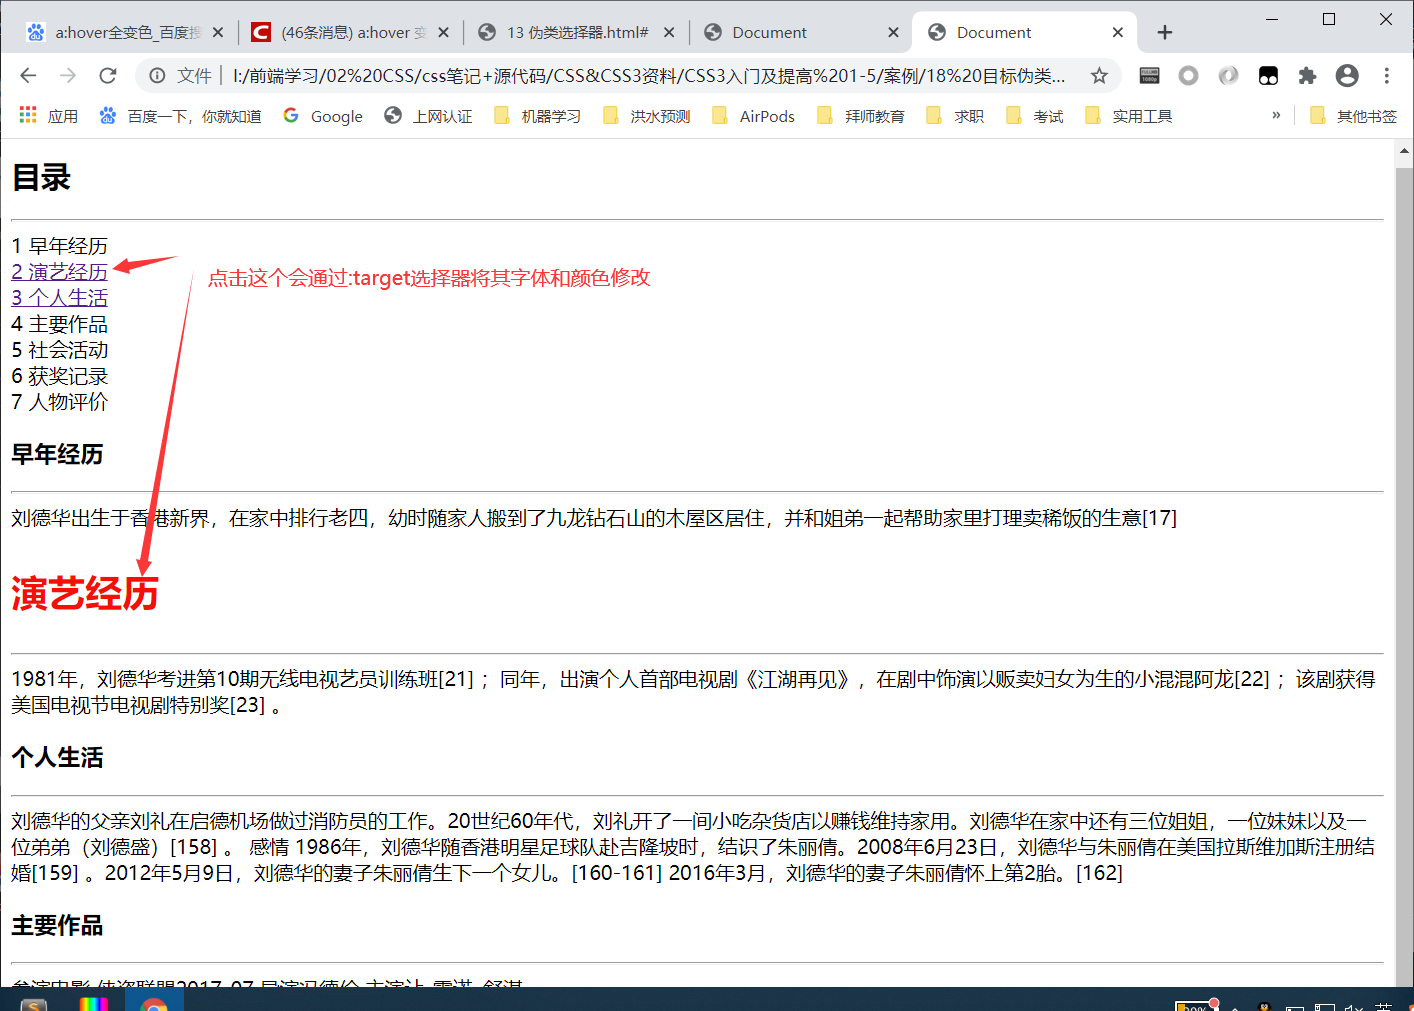 a:hover全变色_百度搜
(46条消息) a:hover 变
13 伪类选择器.html#
Document
Document
文件
I:/前端学习/02%20CSS/css笔记+源代码/CSS&CSS3资料/CSS3入门及提高%201-5/案例/18%20目标伪类...
应用
百度一下，你就知道
Google
上网认证
机器学习
洪水预测
AirPods
拜师教育
求职
考试
实用工具
»
其他书签
目录
1 早年经历
2 演艺经历
点击这个会通过:target选择器将其字体和颜色修改
3 个人生活
4 主要作品
5 社会活动
6 获奖记录
7 人物评价
早年经历
刘德华出生于香港新界，在家中排行老四，幼时随家人搬到了九龙钻石山的木屋区居住，并和姐弟一起帮助家里打理卖稀饭的生意[17]
演艺经历
1981年，刘德华考进第10期无线电视艺员训练班[21] ；同年，出演个人首部电视剧《江湖再见》，在剧中饰演以贩卖妇女为生的小混混阿龙[22] ；该剧获得
美国电视节电视剧特别奖[23] 。
个人生活
刘德华的父亲刘礼在启德机场做过消防员的工作。20世纪60年代，刘礼开了一间小吃杂货店以赚钱维持家用。刘德华在家中还有三位姐姐，一位妹妹以及一
位弟弟（刘德盛）[158] 。 感情 1986年，刘德华随香港明星足球队赴吉隆坡时，结识了朱丽倩。2008年6月23日，刘德华与朱丽倩在美国拉斯维加斯注册结
婚[159] 。2012年5月9日，刘德华的妻子朱丽倩生下一个女儿。[160-161] 2016年3月，刘德华的妻子朱丽倩怀上第2胎。[162]
主要作品